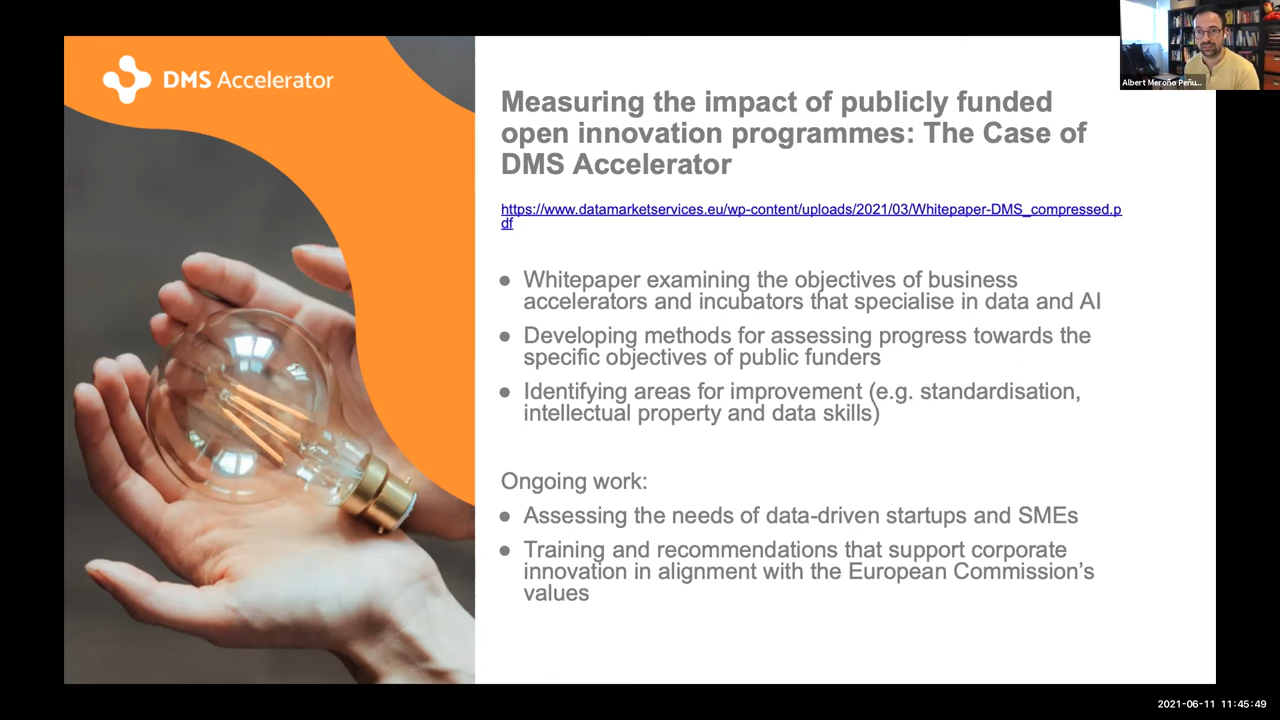 DMS Accelerator
Albert Meroño Peñu...
Measuring the impact of publicly funded
open innovation programmes: The Case of
DMS Accelerator
https://www.datamarketservices.eu/wp-content/uploads/2021/03/Whitepaper-DMS_compressed.p
df
● Whitepaper examining the objectives of business
accelerators and incubators that specialise in data and AI
● Developing methods for assessing progress towards the
specific objectives of public funders
● Identifying areas for improvement (e.g. standardisation,
intellectual property and data skills)
Ongoing work:
● Assessing the needs of data-driven startups and SMEs
● Training and recommendations that support corporate
innovation in alignment with the European Commission's
values
2021-06-11 11:45:49